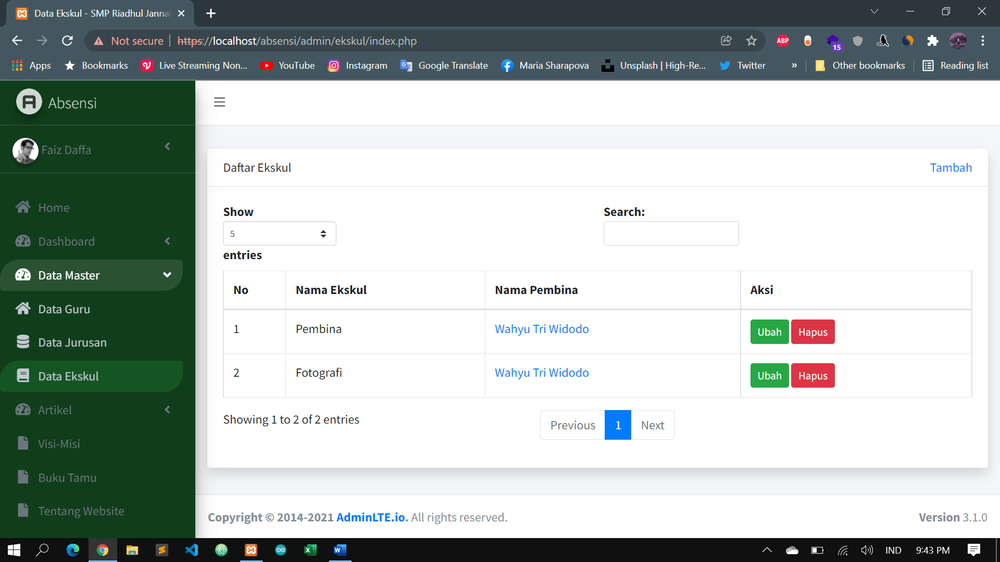 Data Ekskul - SMP Riadhul Jannah
Not secure https://localhost/absensi/admin/ekskul/index.php
ABP
15
Apps Bookmarks Live Streaming Non... YouTube Instagram Google Translate Maria Sharapova Unsplash | High-Re... Twitter » Other bookmarks Reading list
Absensi
Faiz Daffa
Home
Dashboard
Data Master
Data Guru
Data Jurusan
Data Ekskul
Artikel
Visi-Misi
Buku Tamu
Tentang Website
Daftar Ekskul Tambah
Show
5
entries
Search:
No Nama Ekskul Nama Pembina Aksi
1 Pembina Wahyu Tri Widodo Ubah Hapus
2 Fotografi Wahyu Tri Widodo Ubah Hapus
Showing 1 to 2 of 2 entries
Previous 1 Next
Copyright © 2014-2021 AdminLTE.io. All rights reserved.
Version 3.1.0
IND 9:43 PM